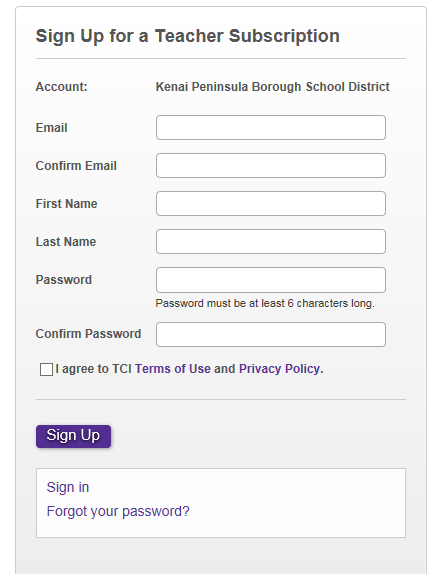 Sign Up for a Teacher Subscription
Account: Kenai Peninsula Borough School District
Email
Confirm Email
First Name
Last Name
Password
Password must be at least 6 characters long.
Confirm Password
I agree to TCI Terms of Use and Privacy Policy.
Sign Up
Sign in
Forgot your password?